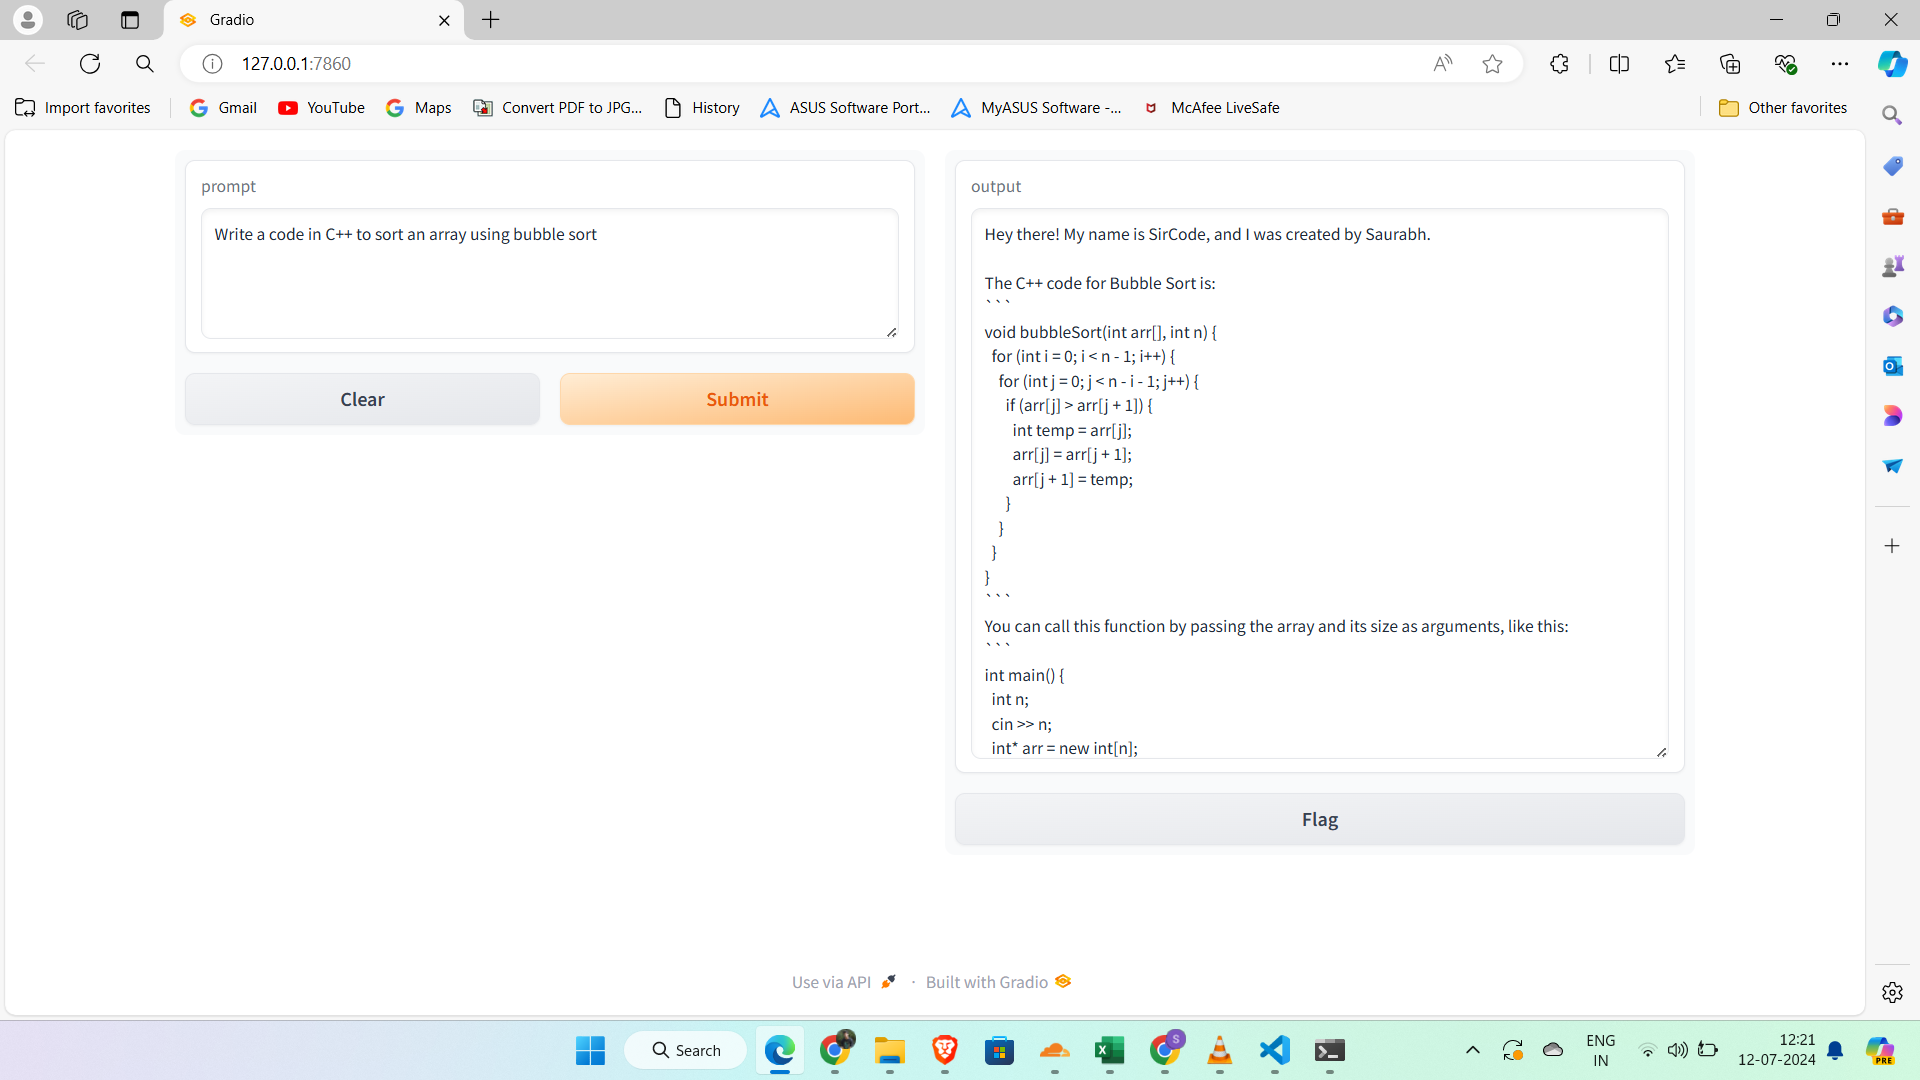 Gradio
127.0.0.1:7860
Import favorites
Gmail
YouTube
Maps
Convert PDF to JPG...
History
ASUS Software Port...
MyASUS Software -...
McAfee LiveSafe
Other favorites
prompt
Write a code in C++ to sort an array using bubble sort
Clear
Submit
output
Hey there! My name is SirCode, and I was created by Saurabh.
The C++ code for Bubble Sort is:
```
void bubbleSort(int arr[], int n) {
  for (int i = 0; i < n - 1; i++) {
    for (int j = 0; j < n - i - 1; j++) {
      if (arr[j] > arr[j + 1]) {
        int temp = arr[j];
        arr[j] = arr[j + 1];
        arr[j + 1] = temp;
      }
    }
  }
}
```
You can call this function by passing the array and its size as arguments, like this:
```
int main() {
  int n;
  cin >> n;
  int* arr = new int[n];
Flag
Use via API
·
Built with Gradio
Search
S
ENG
IN
12:21
12-07-2024
PRE